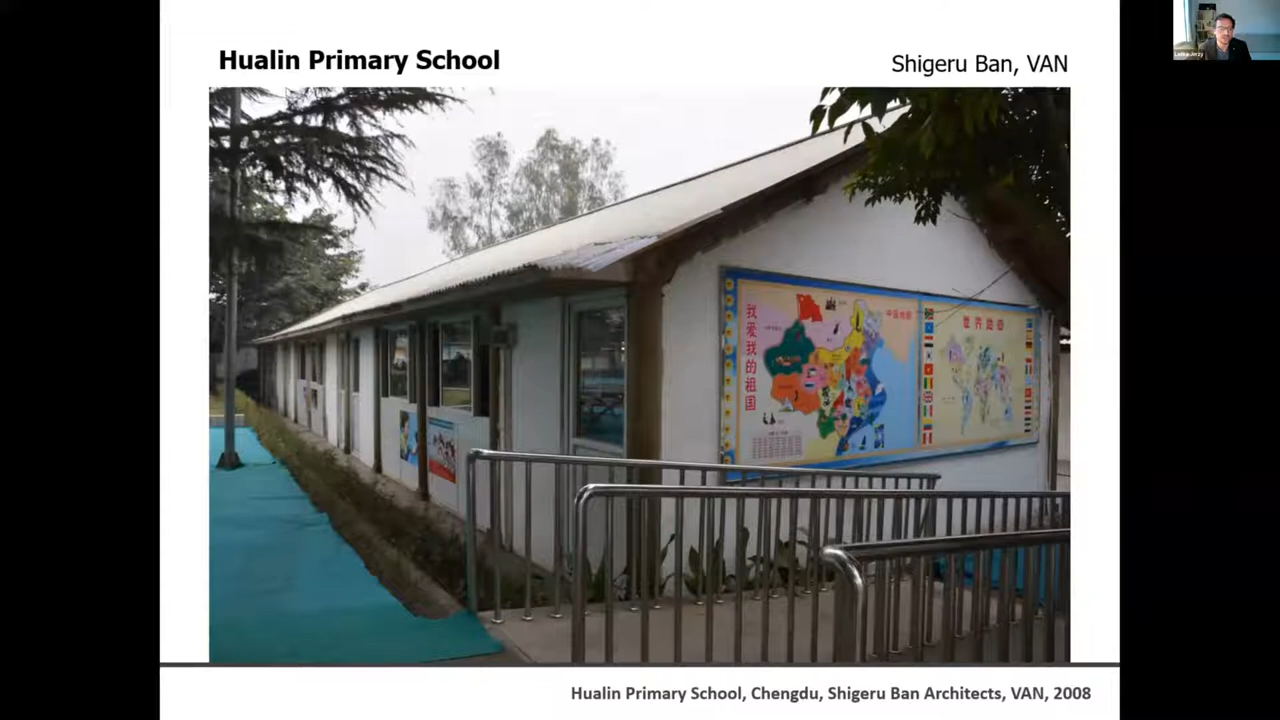 Hualin Primary School
Shigeru Ban, VAN
我爱我的祖国
中国地图
世界地图
Hualin Primary School, Chengdu, Shigeru Ban Architects, VAN, 2008